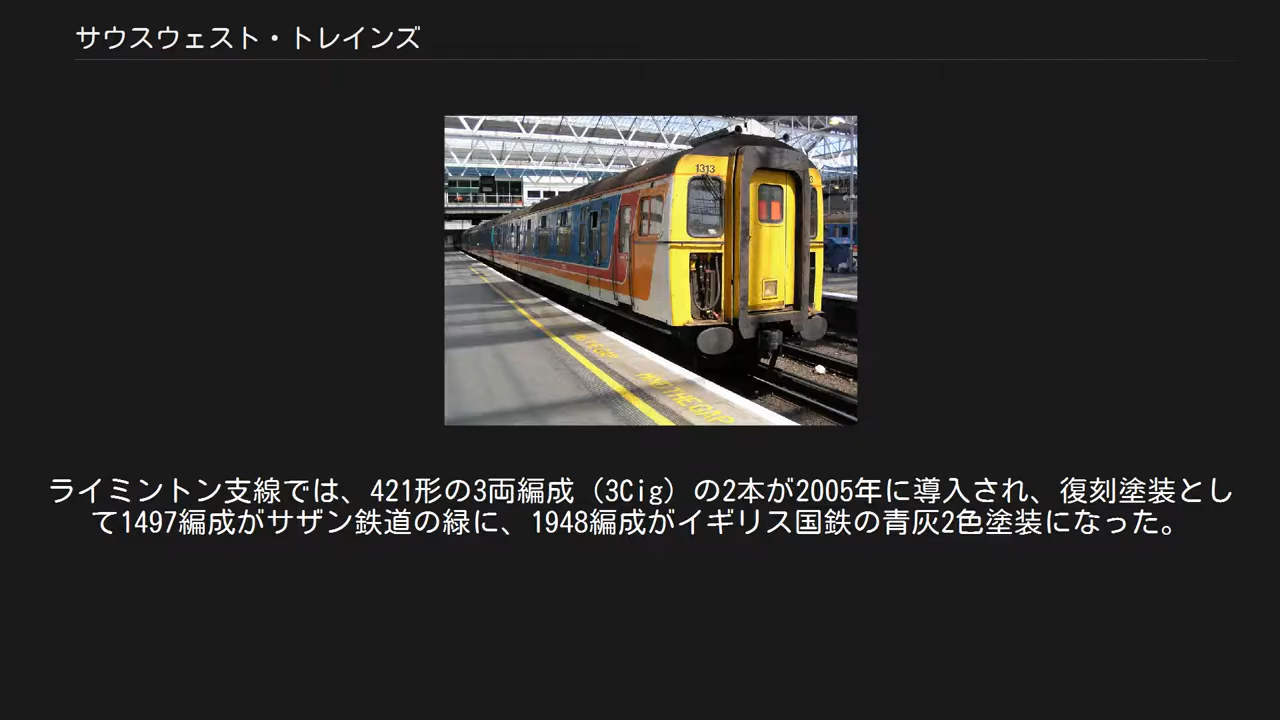 サウスウェスト・トレインズ
1313
MIND THE GAP
ライミントン支線では、421形の3両編成（3Cig）の2本が2005年に導入され、復刻塗装とし
て1497編成がサザン鉄道の緑に、1948編成がイギリス国鉄の青灰2色塗装になった。